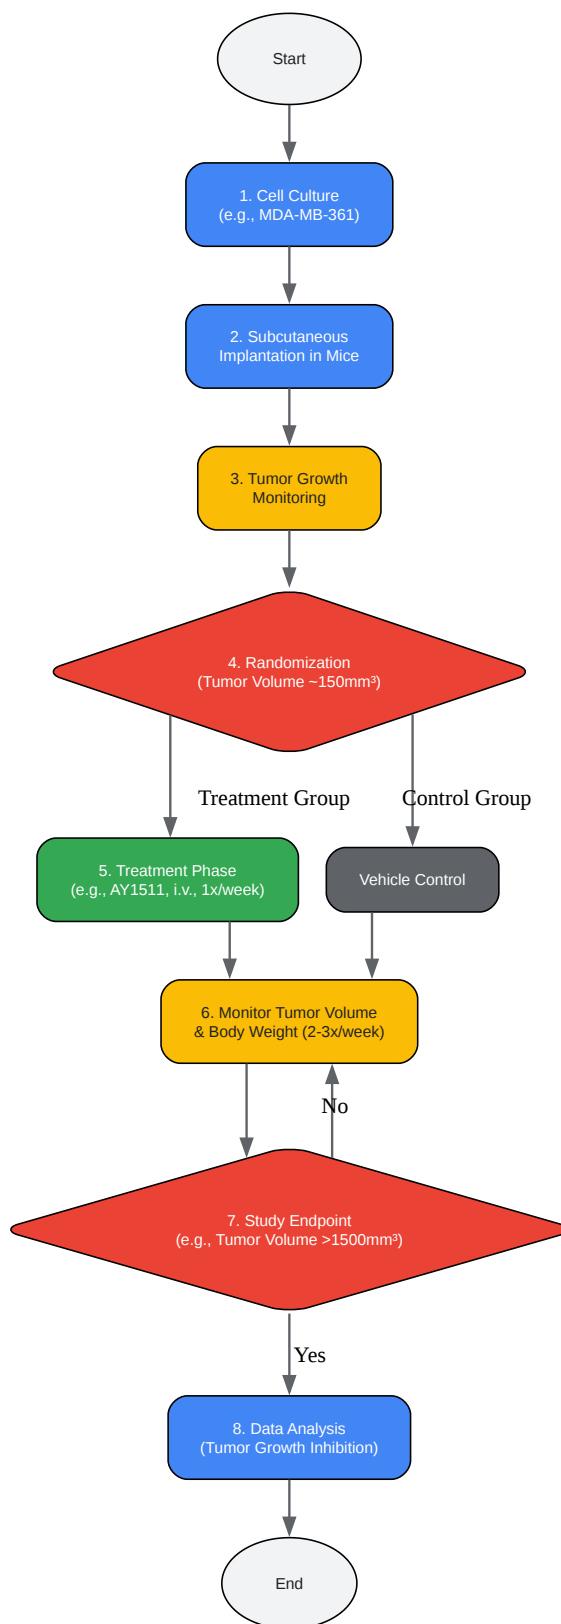 Start
1. Cell Culture
(e.g., MDA-MB-361)
2. Subcutaneous
Implantation in Mice
3. Tumor Growth
Monitoring
4. Randomization
(Tumor Volume ~150mm³)
Treatment Group
Control Group
5. Treatment Phase
(e.g., AY1511, i.v., 1x/week)
Vehicle Control
6. Monitor Tumor Volume
& Body Weight (2-3x/week)
No
7. Study Endpoint
(e.g., Tumor Volume >1500mm³)
Yes
8. Data Analysis
(Tumor Growth Inhibition)
End